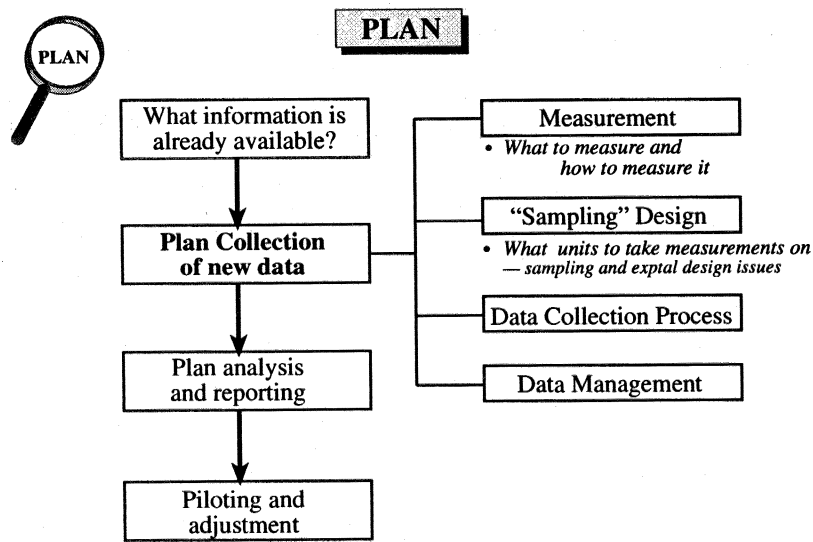 PLAN
PLAN
What information is
already available?
Plan Collection
of new data
Plan analysis
and reporting
Piloting and
adjustment
Measurement
• What to measure and
how to measure it
“Sampling” Design
• What units to take measurements on
— sampling and exptal design issues
Data Collection Process
Data Management